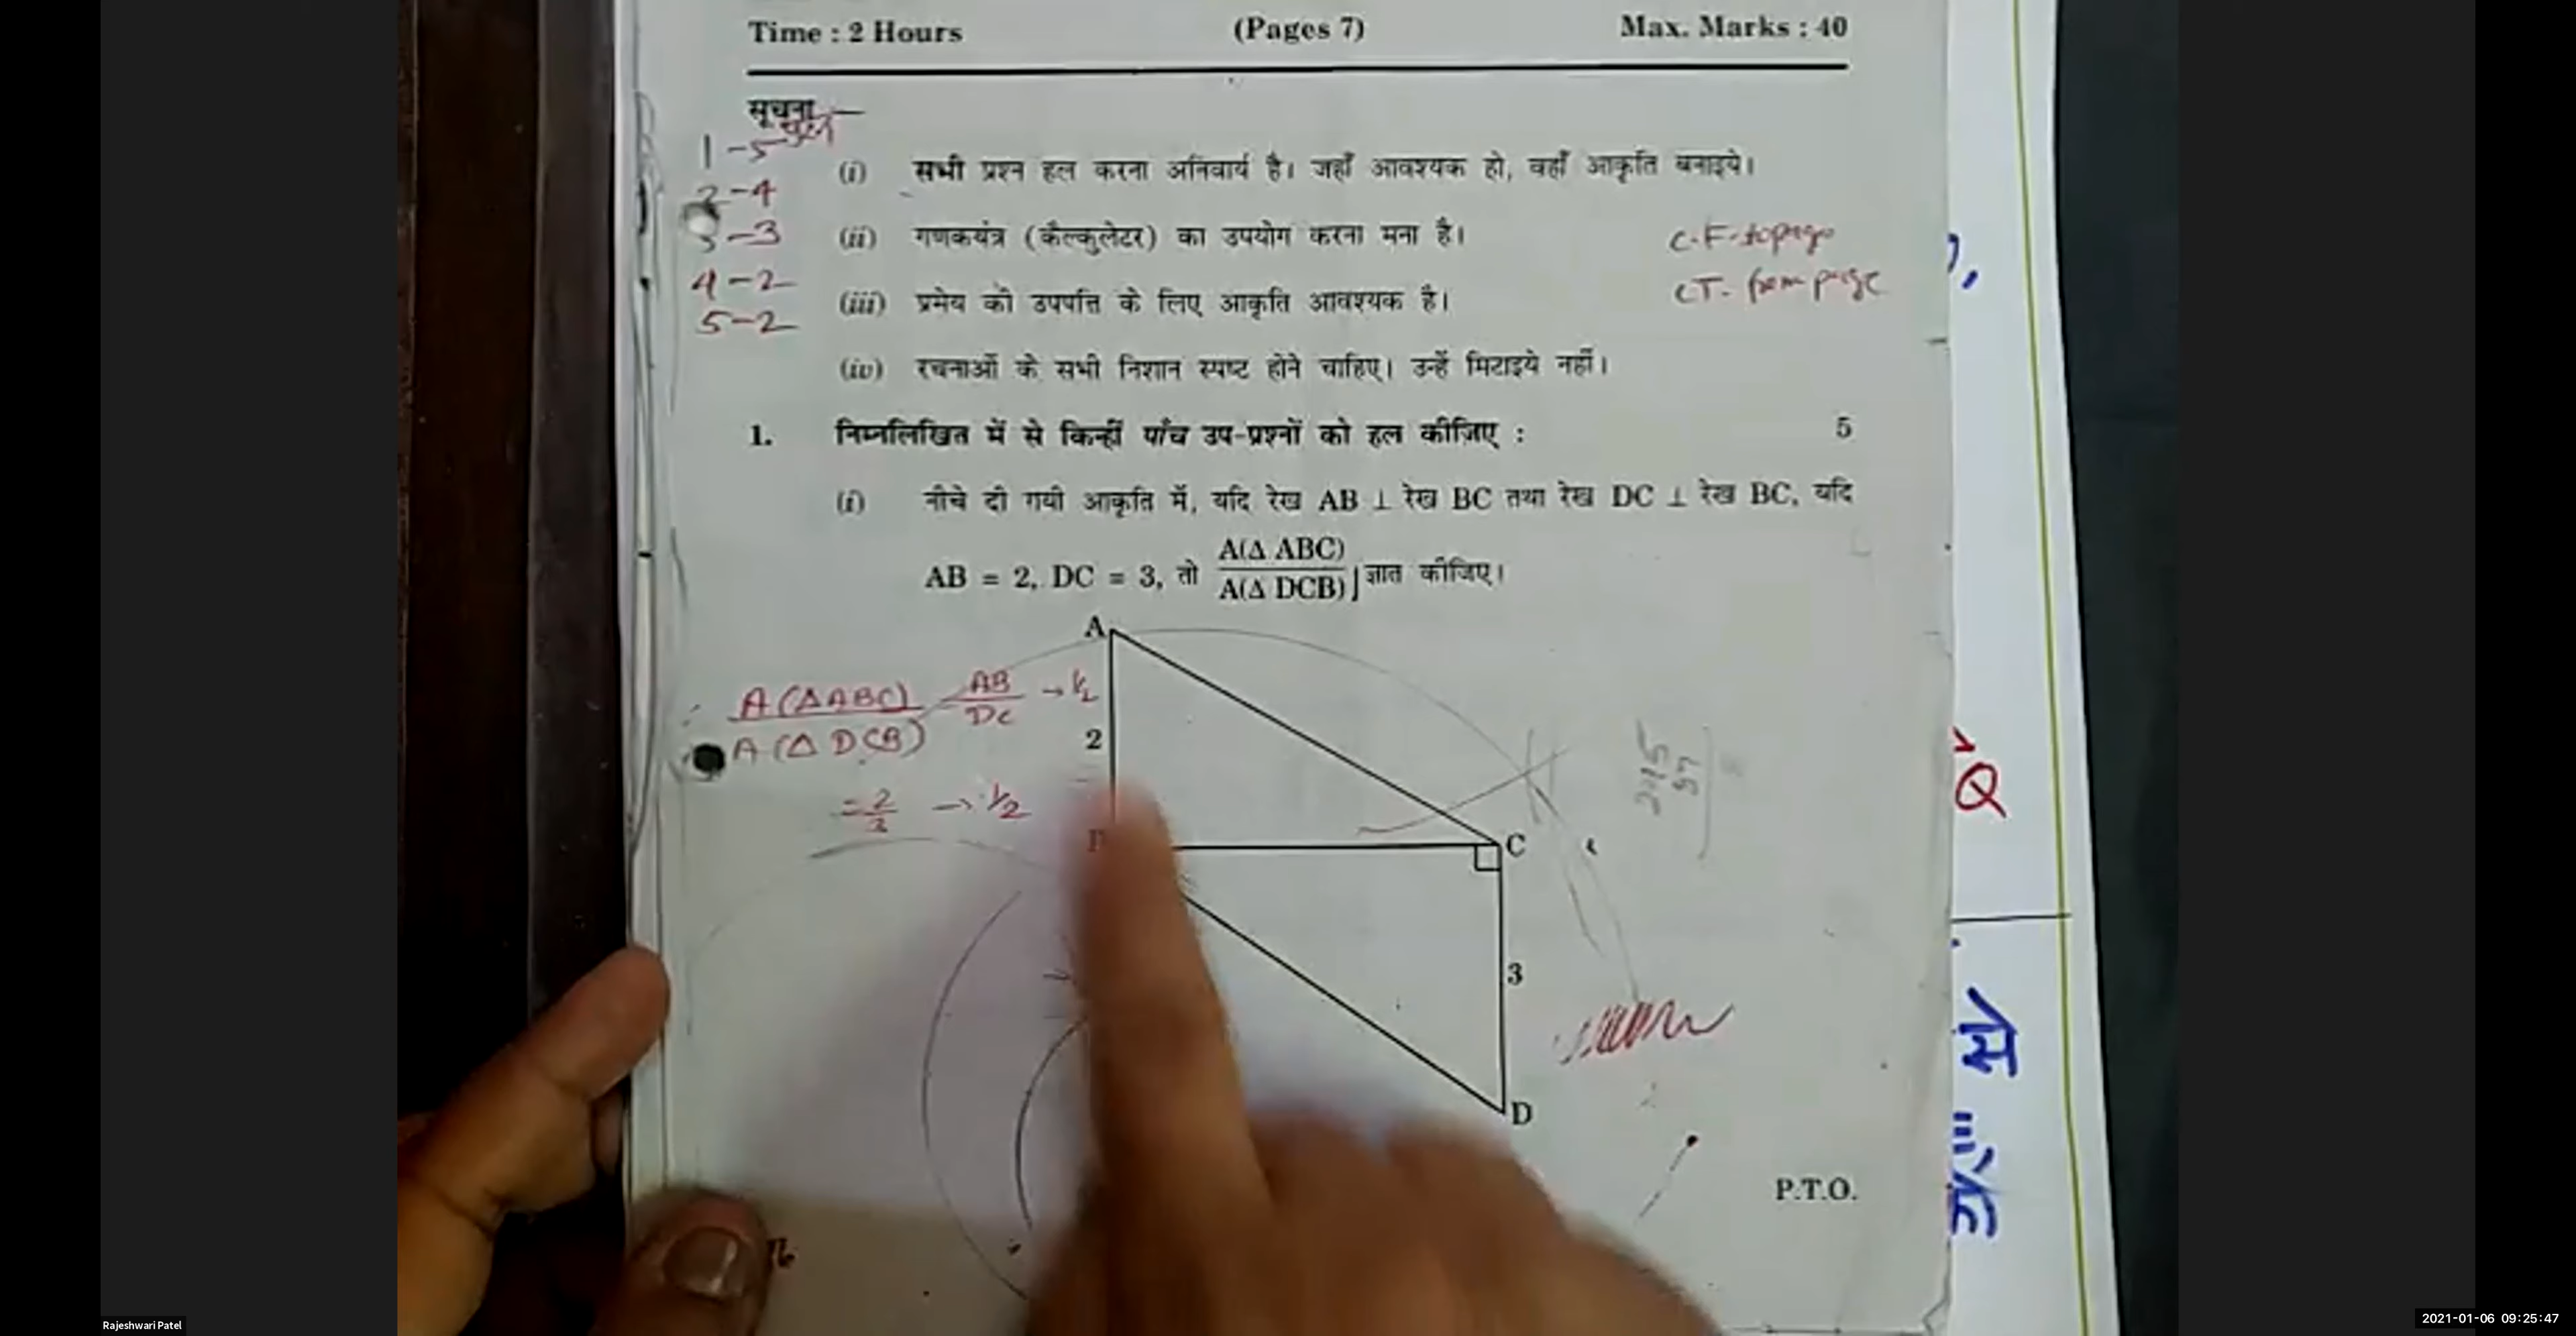 Time : 2 Hours (Pages 7) Max. Marks : 40
सूचना —
1 - 5
2 - 4
3 - 3
4 - 2
5 - 2
(i) सभी प्रश्न हल करना अनिवार्य है। जहाँ आवश्यक हो, वहाँ आकृति बनाइये।
(ii) गणकयंत्र (कैल्कुलेटर) का उपयोग करना मना है।
(iii) प्रमेय की उपपत्ति के लिए आकृति आवश्यक है।
(iv) रचनाओं के सभी निशान स्पष्ट होने चाहिए। उन्हें मिटाइये नहीं।
1. निम्नलिखित में से किन्हीं पाँच उप-प्रश्नों को हल कीजिए : 5
(i) नीचे दी गयी आकृति में, यदि रेख AB ⊥ रेख BC तथा रेख DC ⊥ रेख BC, यदि
AB = 2, DC = 3, तो A(Δ ABC) / A(Δ DCB) ज्ञात कीजिए।
A
A(ΔABC) / A(ΔDCB) = AB / DC → 1/2
2
= 2/3 → 1/2
C
3
D
P.T.O.
Rajeshwari Patel
2021-01-06 09:25:47